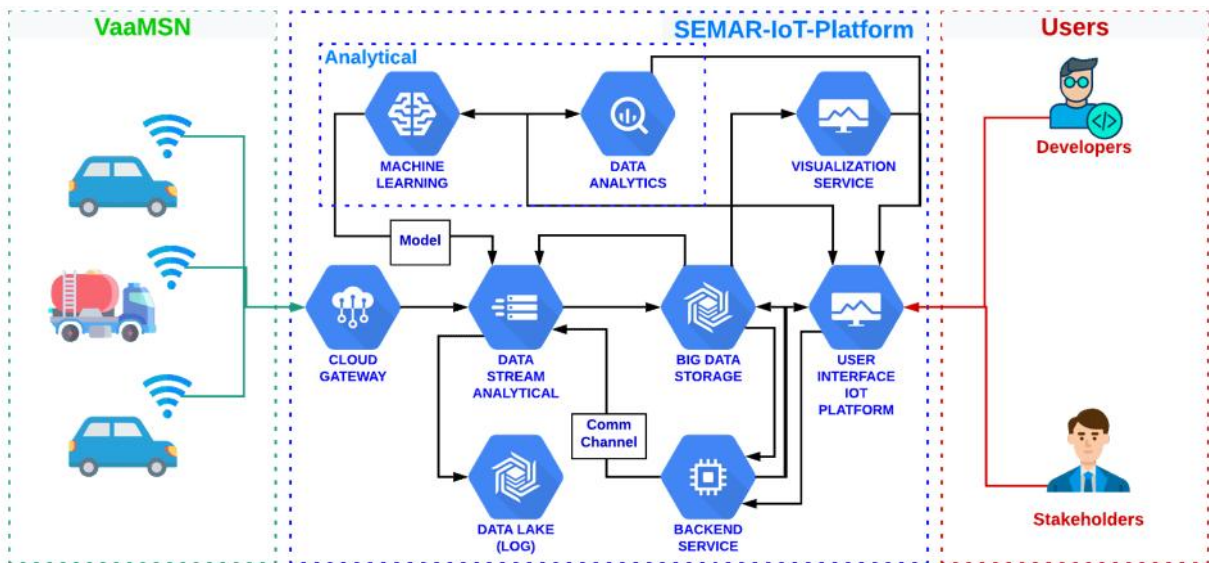 VaaMSN
SEMAR-IoT-Platform
Users
Analytical
MACHINE
LEARNING
DATA
ANALYTICS
VISUALIZATION
SERVICE
</>
Developers
Model
CLOUD
GATEWAY
DATA
STREAM
ANALYTICAL
BIG DATA
STORAGE
USER
INTERFACE
IOT
PLATFORM
Comm
Channel
DATA LAKE
(LOG)
BACKEND
SERVICE
Stakeholders